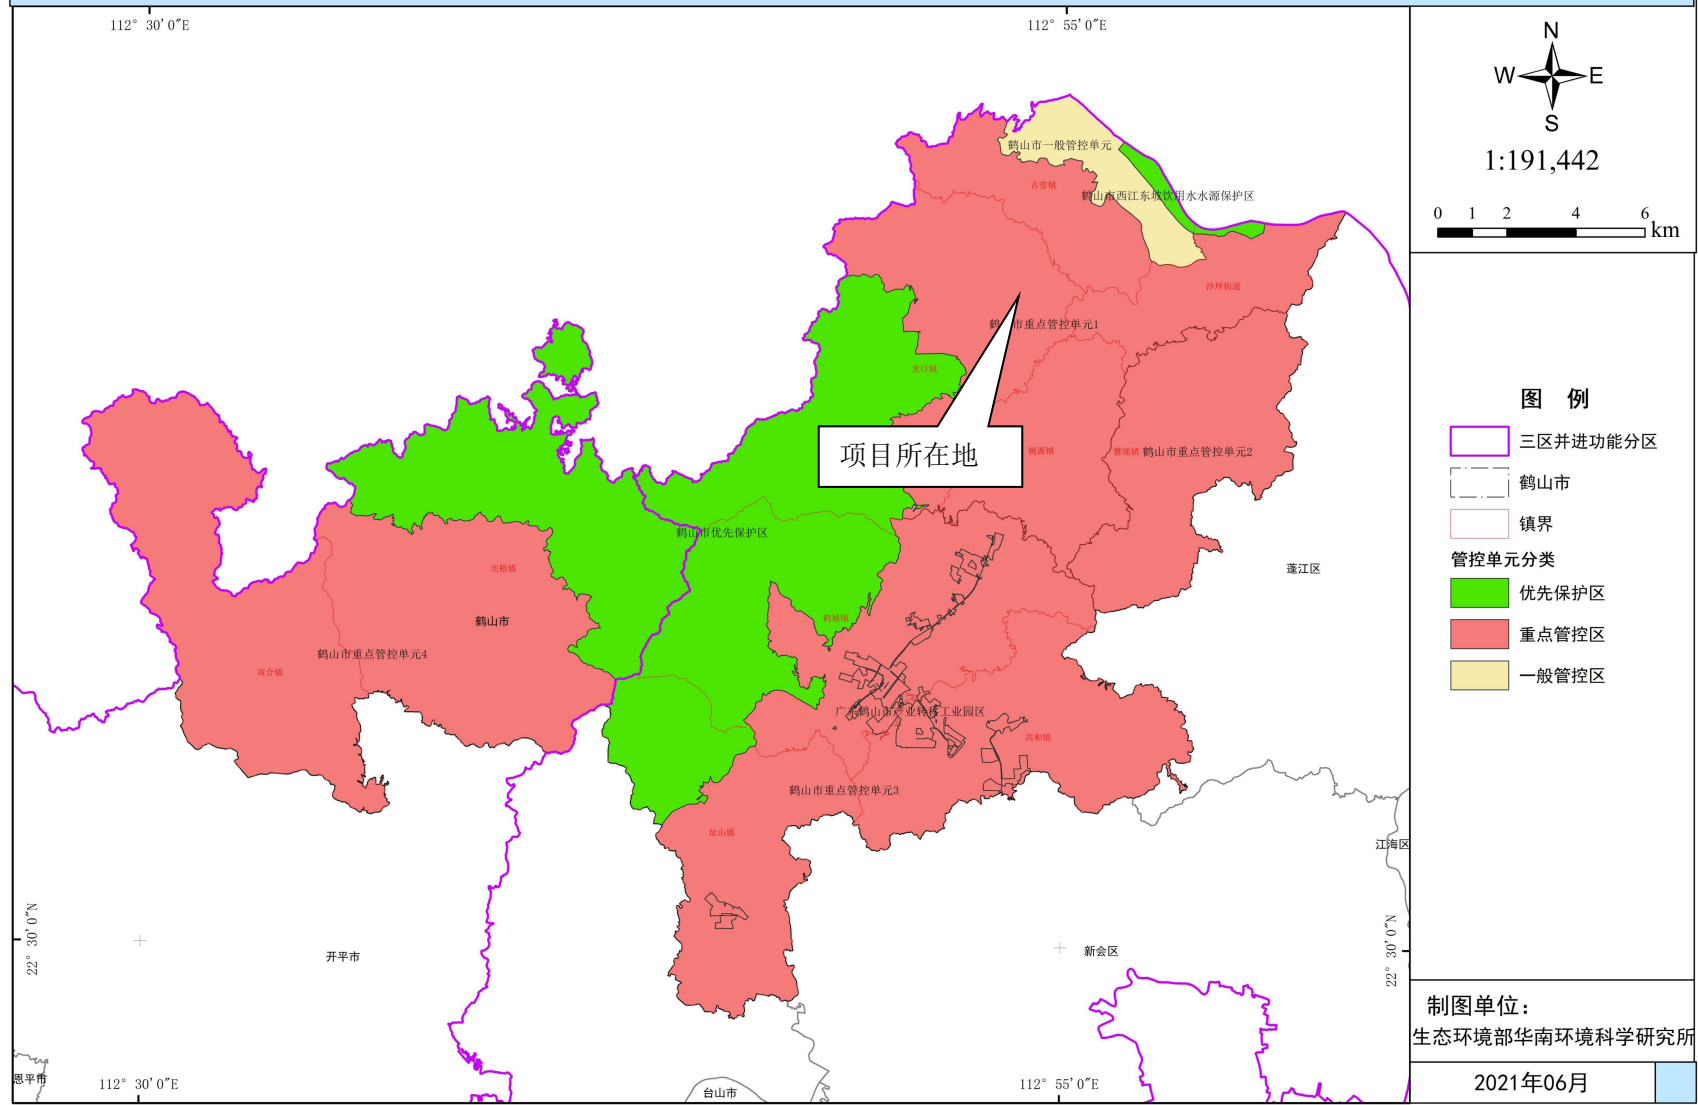 112° 30′0″E
112° 55′0″E
N
W
E
S
1:191,442
0 1 2 4 6
km
鹤山市一般管控单元
古劳镇
鹤山市西江东坡饮用水水源保护区
沙坪街道
鹤山市重点管控单元1
龙口镇
桃源镇
雅瑶镇
鹤山市重点管控单元2
项目所在地
鹤山市优先保护区
宅梧镇
鹤山市
鹤城镇
蓬江区
鹤山市重点管控单元4
双合镇
广东鹤山市产业转移工业园区
共和镇
鹤山市重点管控单元3
址山镇
江海区
开平市
新会区
恩平市
台山市
22° 30′0″N
22° 30′0″N
112° 30′0″E
112° 55′0″E
图 例
三区并进功能分区
鹤山市
镇界
管控单元分类
优先保护区
重点管控区
一般管控区
制图单位：
生态环境部华南环境科学研究所
2021年06月